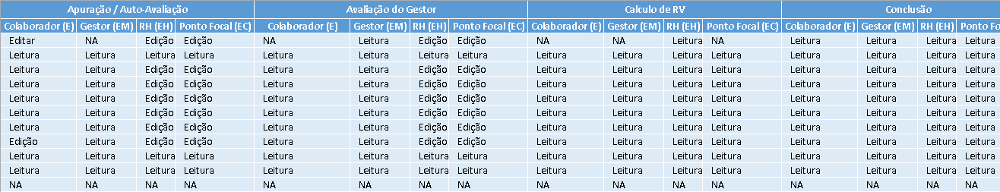 Apuração / Auto-Avaliação Avaliação do Gestor Calculo de RV Conclusão
Colaborador (E) Gestor (EM) RH (EH) Ponto Focal (EC) Colaborador (E) Gestor (EM) RH (EH) Ponto Focal (EC) Colaborador (E) Gestor (EM) RH (EH) Ponto Focal (EC) Colaborador (E) Gestor (EM) RH (EH) Ponto Fo
Editar NA Edição Edição NA Leitura Edição Edição NA NA Leitura NA Leitura Leitura Leitura Leitura
Leitura Leitura Leitura Leitura Leitura Leitura Leitura Leitura Leitura Leitura Leitura Leitura Leitura Leitura Leitura Leitura
Leitura Leitura Edição Edição Leitura Leitura Edição Edição Leitura Leitura Leitura Leitura Leitura Leitura Leitura Leitura
Leitura Leitura Edição Edição Leitura Leitura Edição Edição Leitura Leitura Leitura Leitura Leitura Leitura Leitura Leitura
Leitura Leitura Edição Edição Leitura Leitura Edição Edição Leitura Leitura Leitura Leitura Leitura Leitura Leitura Leitura
Leitura Leitura Edição Edição Leitura Leitura Edição Edição Leitura Leitura Leitura Leitura Leitura Leitura Leitura Leitura
Leitura Leitura Edição Edição Leitura Leitura Edição Edição Leitura Leitura Leitura Leitura Leitura Leitura Leitura Leitura
Edição Leitura Edição Edição Leitura Leitura Edição Edição Leitura Leitura Leitura Leitura Leitura Leitura Leitura Leitura
Leitura Leitura Leitura Leitura Leitura Leitura Leitura Leitura Leitura Leitura Leitura Leitura Leitura Leitura Leitura Leitura
Leitura Leitura Leitura Leitura Leitura Leitura Leitura Leitura Leitura Leitura Leitura Leitura Leitura Leitura Leitura Leitura
NA NA NA NA NA NA NA NA NA NA NA NA NA NA NA NA